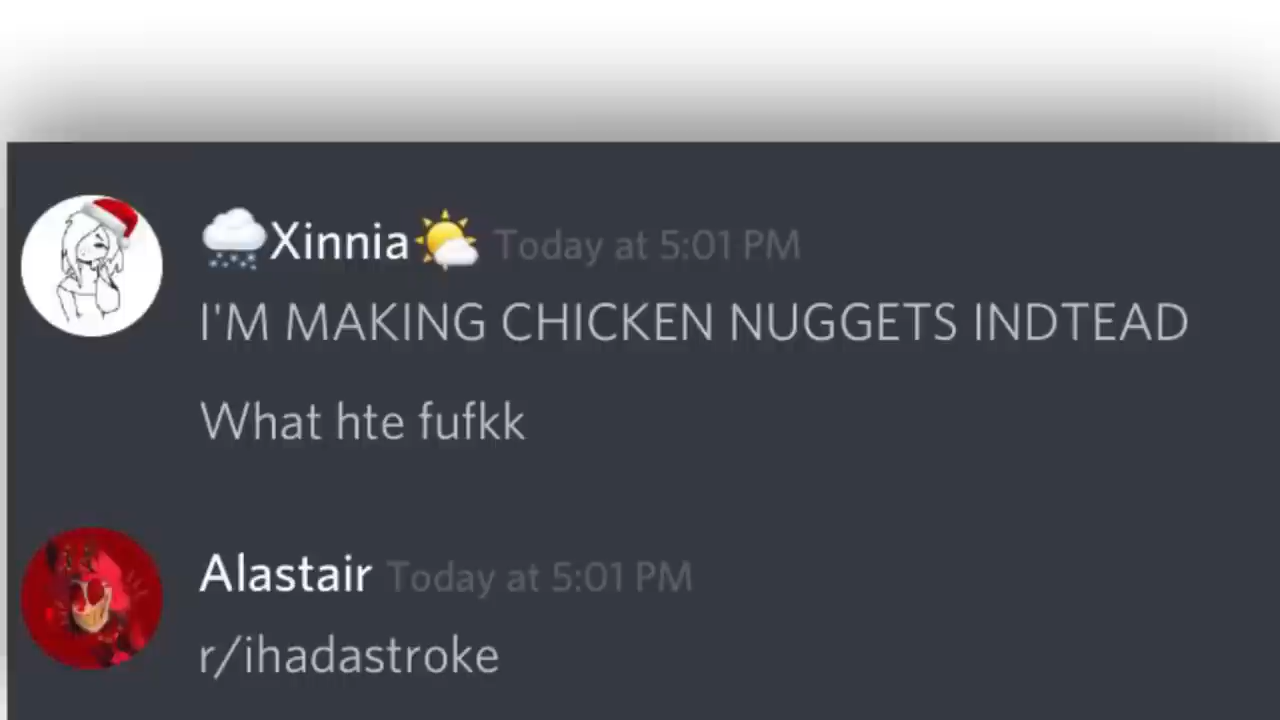 🌨️Xinnia🌤️ Today at 5:01 PM
I'M MAKING CHICKEN NUGGETS INDTEAD
What hte fufkk
Alastair Today at 5:01 PM
r/ihadastroke